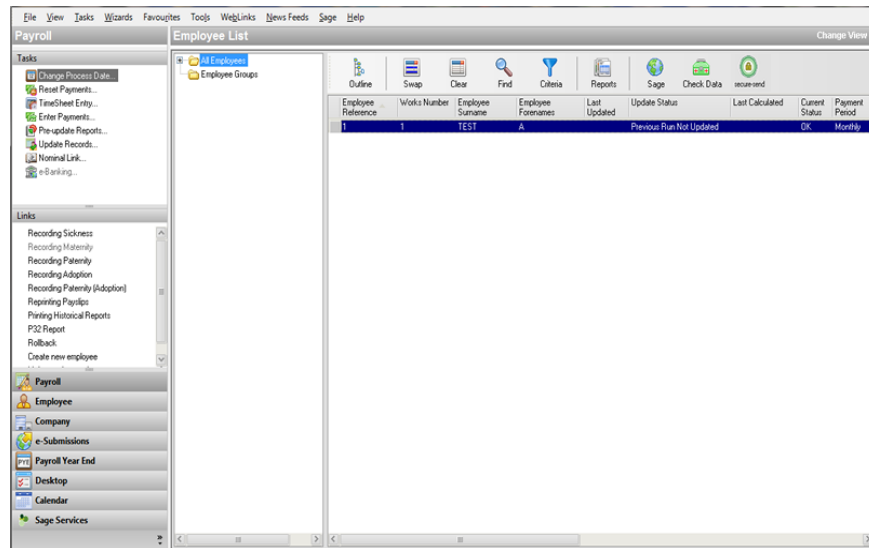 File View Tasks Wizards Favourites Tools WebLinks News Feeds Sage Help
Payroll
Employee List
Change View
Tasks
Change Process Date...
Reset Payments...
TimeSheet Entry...
Enter Payments...
Pre-update Reports...
Update Records...
Nominal Link...
e-Banking...
Links
Recording Sickness
Recording Maternity
Recording Paternity
Recording Adoption
Recording Paternity (Adoption)
Reprinting Payslips
Printing Historical Reports
P32 Report
Rollback
Create new employee
Payroll
Employee
Company
e-Submissions
PYE Payroll Year End
Desktop
Calendar
Sage Services
All Employees
Employee Groups
Outline Swap Clear Find Criteria Reports Sage Check Data secure-send
Employee Reference Works Number Employee Surname Employee Forenames Last Updated Update Status Last Calculated Current Status Payment Period
1 1 TEST A Previous Run Not Updated OK Monthly